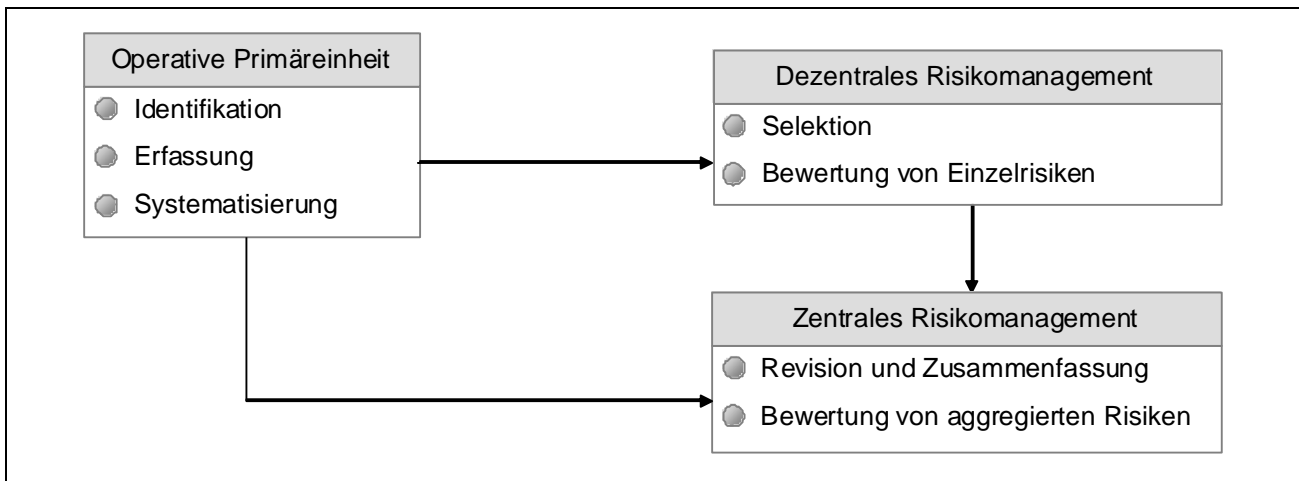 Operative Primäreinheit
Identifikation
Erfassung
Systematisierung
Dezentrales Risikomanagement
Selektion
Bewertung von Einzelrisiken
Zentrales Risikomanagement
Revision und Zusammenfassung
Bewertung von aggregierten Risiken